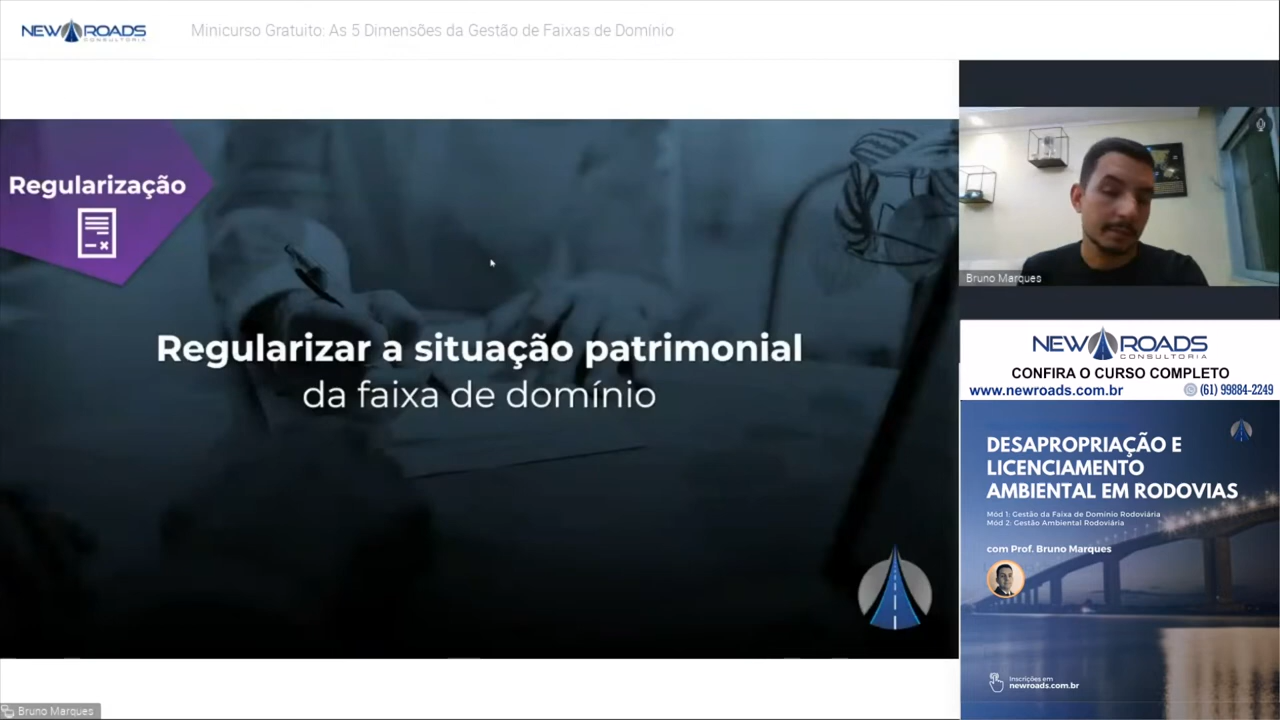 NEW ROADS
CONSULTORIA
Minicurso Gratuito: As 5 Dimensões da Gestão de Faixas de Domínio
Regularização
Regularizar a situação patrimonial
da faixa de domínio
Bruno Marques
Bruno Marques
NEW ROADS
CONSULTORIA
CONFIRA O CURSO COMPLETO
www.newroads.com.br (61) 99884-2249
DESAPROPRIAÇÃO E
LICENCIAMENTO
AMBIENTAL EM RODOVIAS
Mód 1: Gestão da Faixa de Domínio Rodoviária
Mód 2: Gestão Ambiental Rodoviária
com Prof. Bruno Marques
Inscrições em
newroads.com.br